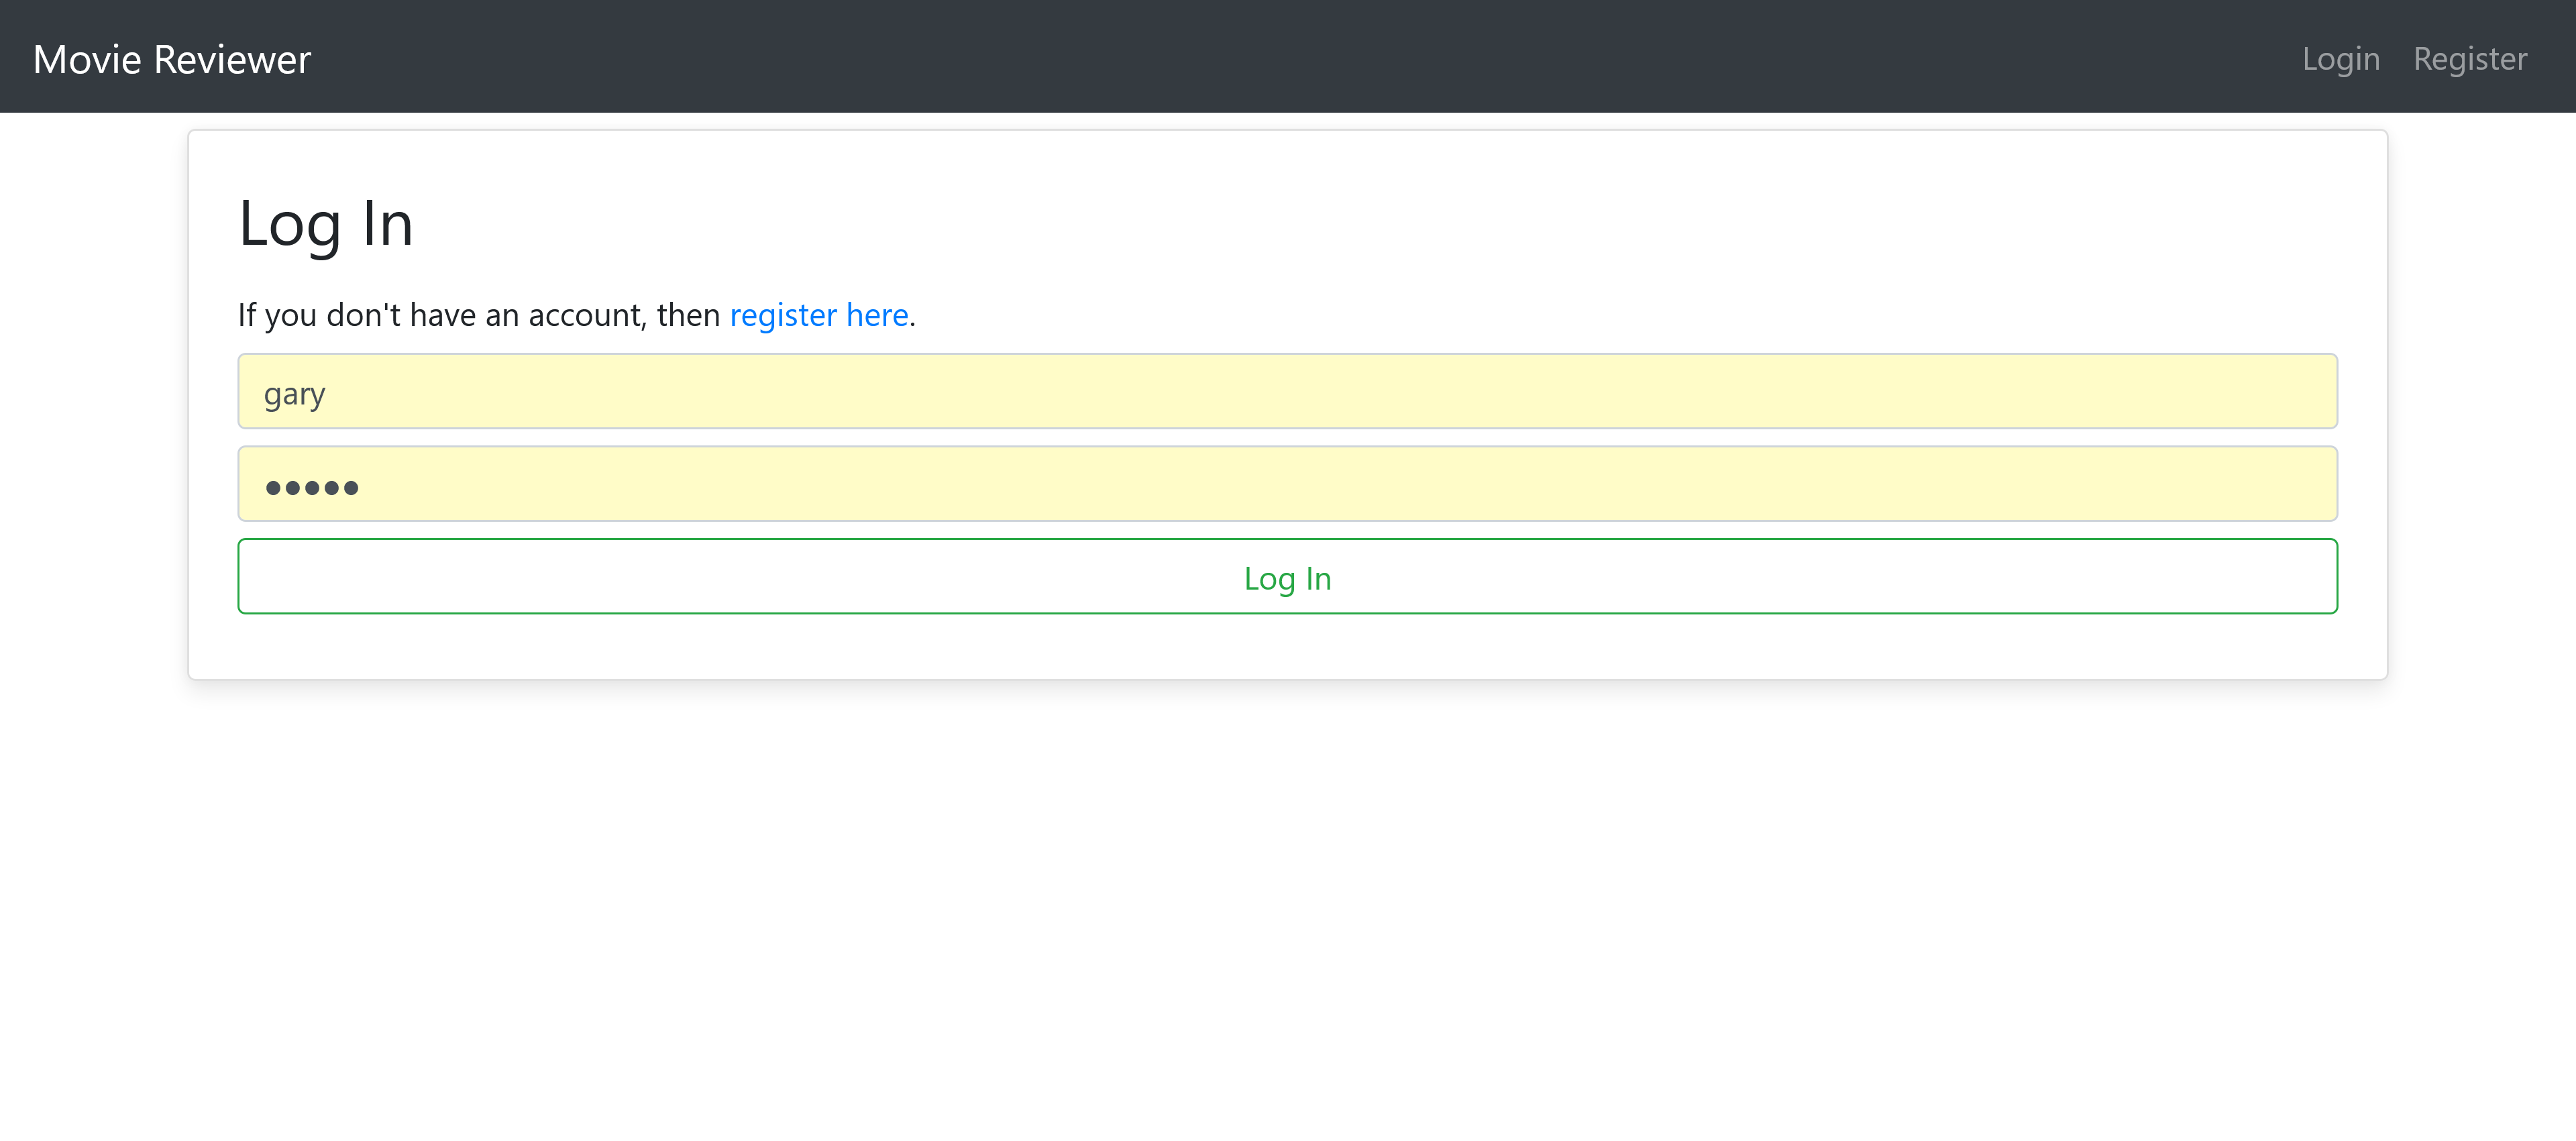 Movie Reviewer
Login
Register
Log In
If you don't have an account, then register here.
gary
•••••
Log In